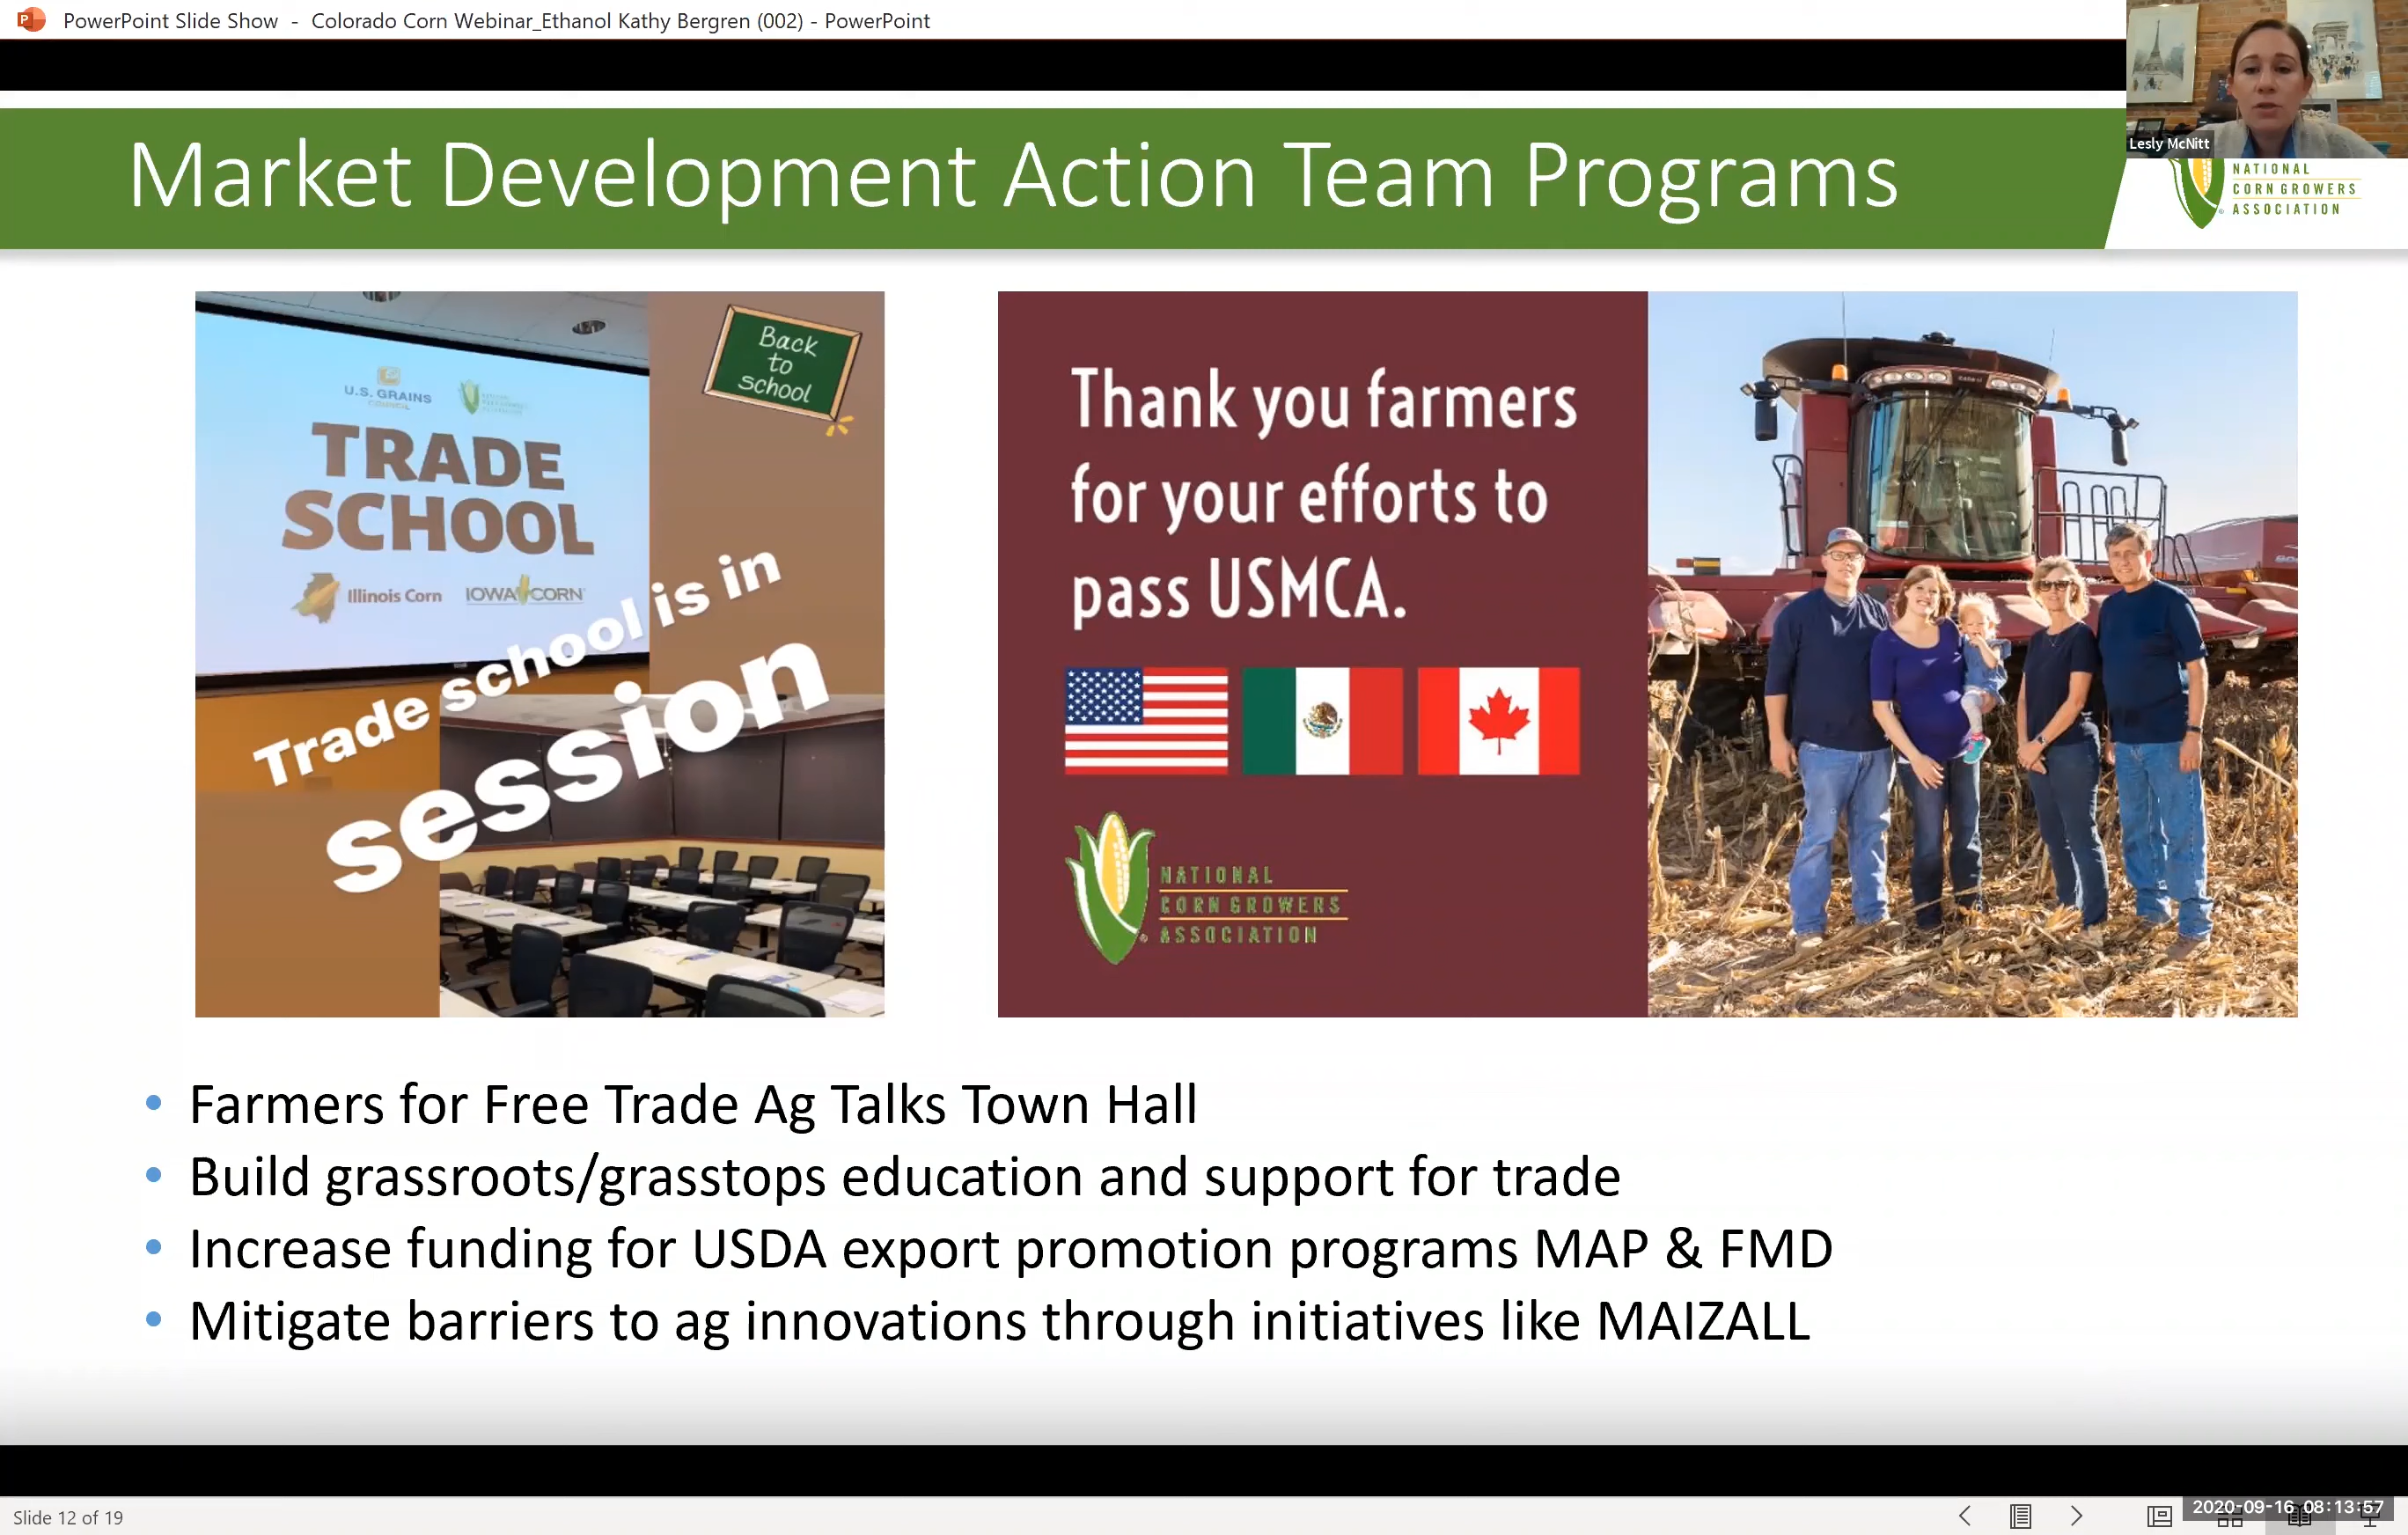 PowerPoint Slide Show - Colorado Corn Webinar_Ethanol Kathy Bergren (002) - PowerPoint
Lesly McNitt
Market Development Action Team Programs
NATIONAL
CORN GROWERS
ASSOCIATION
Back
to
school
U.S. GRAINS
COUNCIL
TRADE
SCHOOL
Illinois Corn IOWA CORN
Trade school is in
session
Thank you farmers
for your efforts to
pass USMCA.
NATIONAL
CORN GROWERS
ASSOCIATION
• Farmers for Free Trade Ag Talks Town Hall
• Build grassroots/grasstops education and support for trade
• Increase funding for USDA export promotion programs MAP & FMD
• Mitigate barriers to ag innovations through initiatives like MAIZALL
Slide 12 of 19
2020-09-16 08:13:57